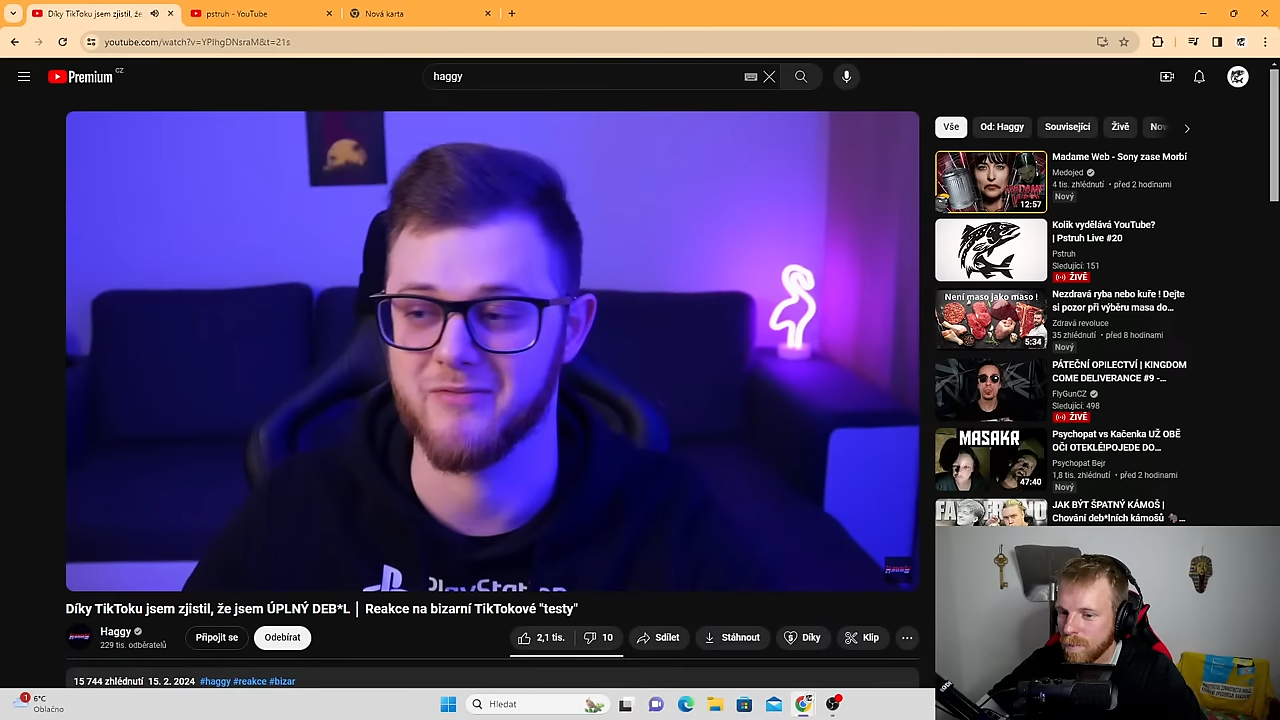 Díky TikToku jsem zjistil, že
pstruh - YouTube
Nová karta
youtube.com/watch?v=YPlhgDNsraM&t=21s
Premium CZ
haggy
Vše
Od: Haggy
Související
Živě
Nov
Madame Web - Sony zase Morbí
Medojed
4 tis. zhlédnutí • před 2 hodinami
Nový
12:57
Kolik vydělává YouTube?
| Pstruh Live #20
Pstruh
Sledující: 151
ŽIVĚ
Není maso jako maso !
5:34
Nezdravá ryba nebo kuře ! Dejte
si pozor při výběru masa do...
Zdravá revoluce
35 zhlédnutí • před 8 hodinami
Nový
PÁTEČNÍ OPILECTVÍ | KINGDOM
COME DELIVERANCE #9 -...
FlyGunCZ
Sledující: 498
ŽIVĚ
MASAKR
47:40
Psychopat vs Kačenka UŽ OBĚ
OČI OTEKLÉ!POJEDE DO...
Psychopat Bejr
1,8 tis. zhlédnutí • před 2 hodinami
Nový
JAK BÝT ŠPATNÝ KÁMOŠ |
Chování deb*lních kámošů
PlayStation
Díky TikToku jsem zjistil, že jsem ÚPLNÝ DEB*L │ Reakce na bizarní TikTokové "testy"
Haggy
229 tis. odběratelů
Připojit se
Odebírat
2,1 tis.
10
Sdílet
Stáhnout
Díky
Klip
15 744 zhlédnutí 15. 2. 2024 #haggy #reakce #bizar
6°C
Oblačno
1
Hledat